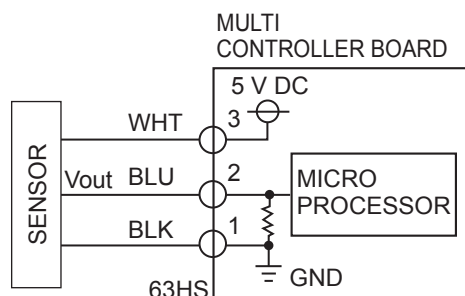 MULTI
CONTROLLER BOARD
5 V DC
WHT 3
Vout BLU 2
MICRO
PROCESSOR
SENSOR
BLK 1
GND
63HS